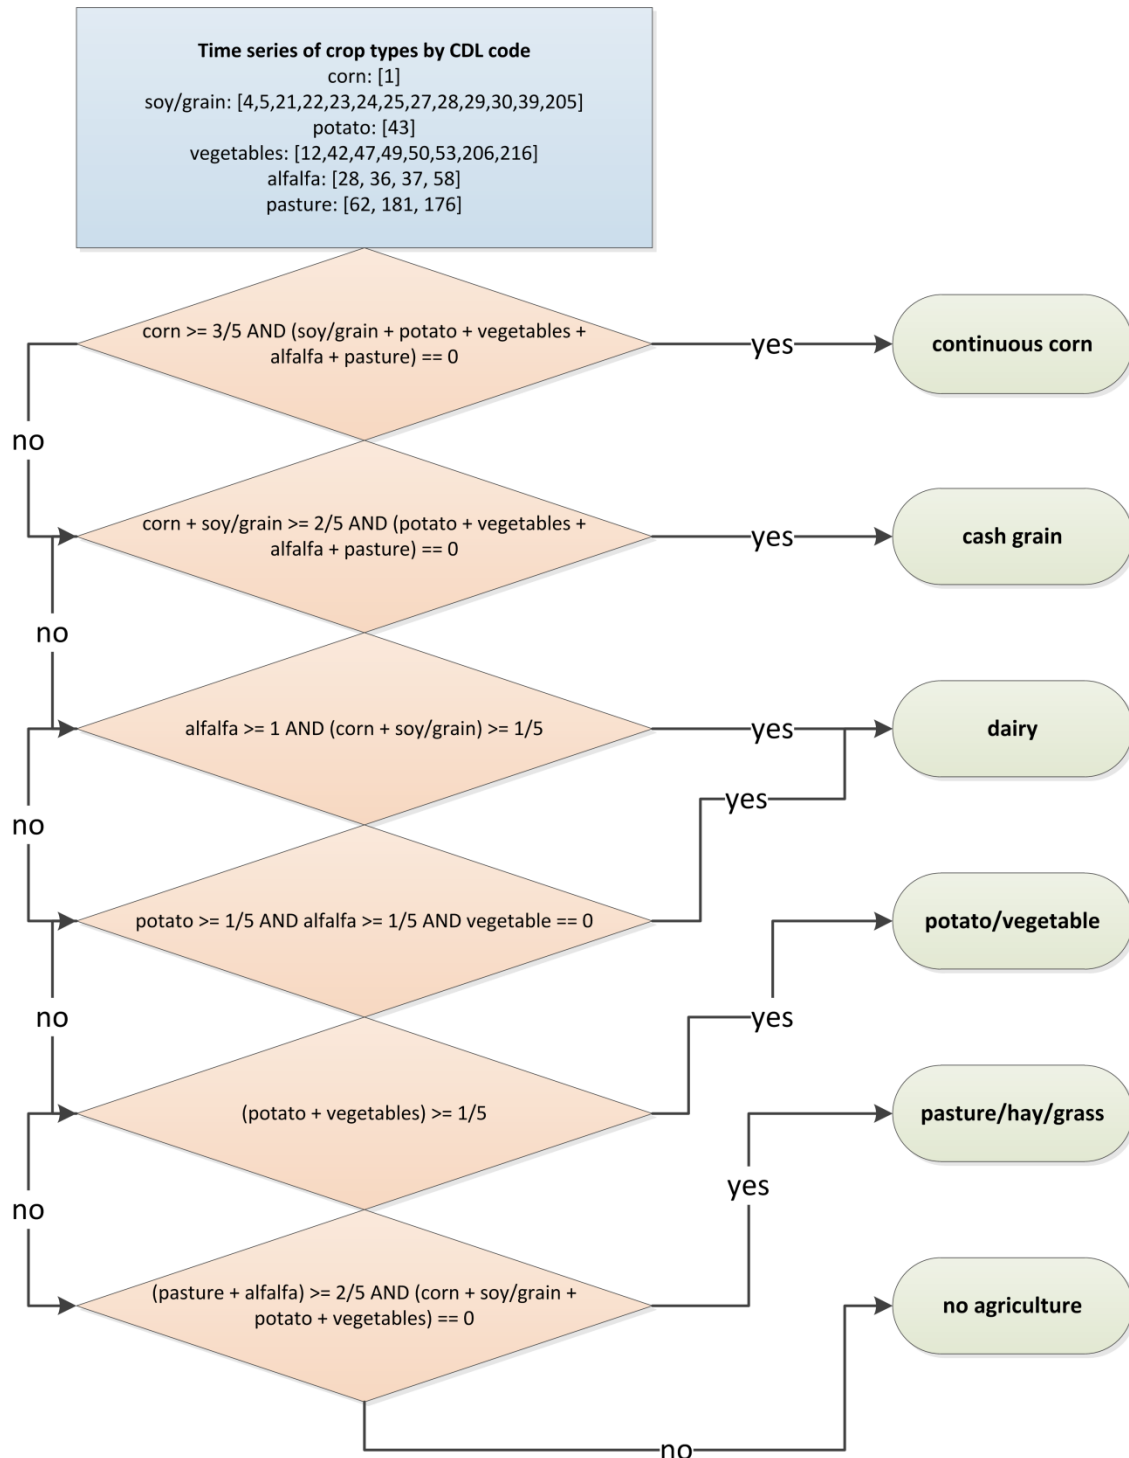 Time series of crop types by CDL code
corn: [1]
soy/grain: [4,5,21,22,23,24,25,27,28,29,30,39,205]
potato: [43]
vegetables: [12,42,47,49,50,53,206,216]
alfalfa: [28, 36, 37, 58]
pasture: [62, 181, 176]
corn >= 3/5 AND (soy/grain + potato + vegetables +
alfalfa + pasture) == 0
yes
continuous corn
no
corn + soy/grain >= 2/5 AND (potato + vegetables +
alfalfa + pasture) == 0
yes
cash grain
no
alfalfa >= 1 AND (corn + soy/grain) >= 1/5
yes
dairy
yes
no
potato >= 1/5 AND alfalfa >= 1/5 AND vegetable == 0
potato/vegetable
no
yes
(potato + vegetables) >= 1/5
pasture/hay/grass
yes
no
(pasture + alfalfa) >= 2/5 AND (corn + soy/grain +
potato + vegetables) == 0
no agriculture
no